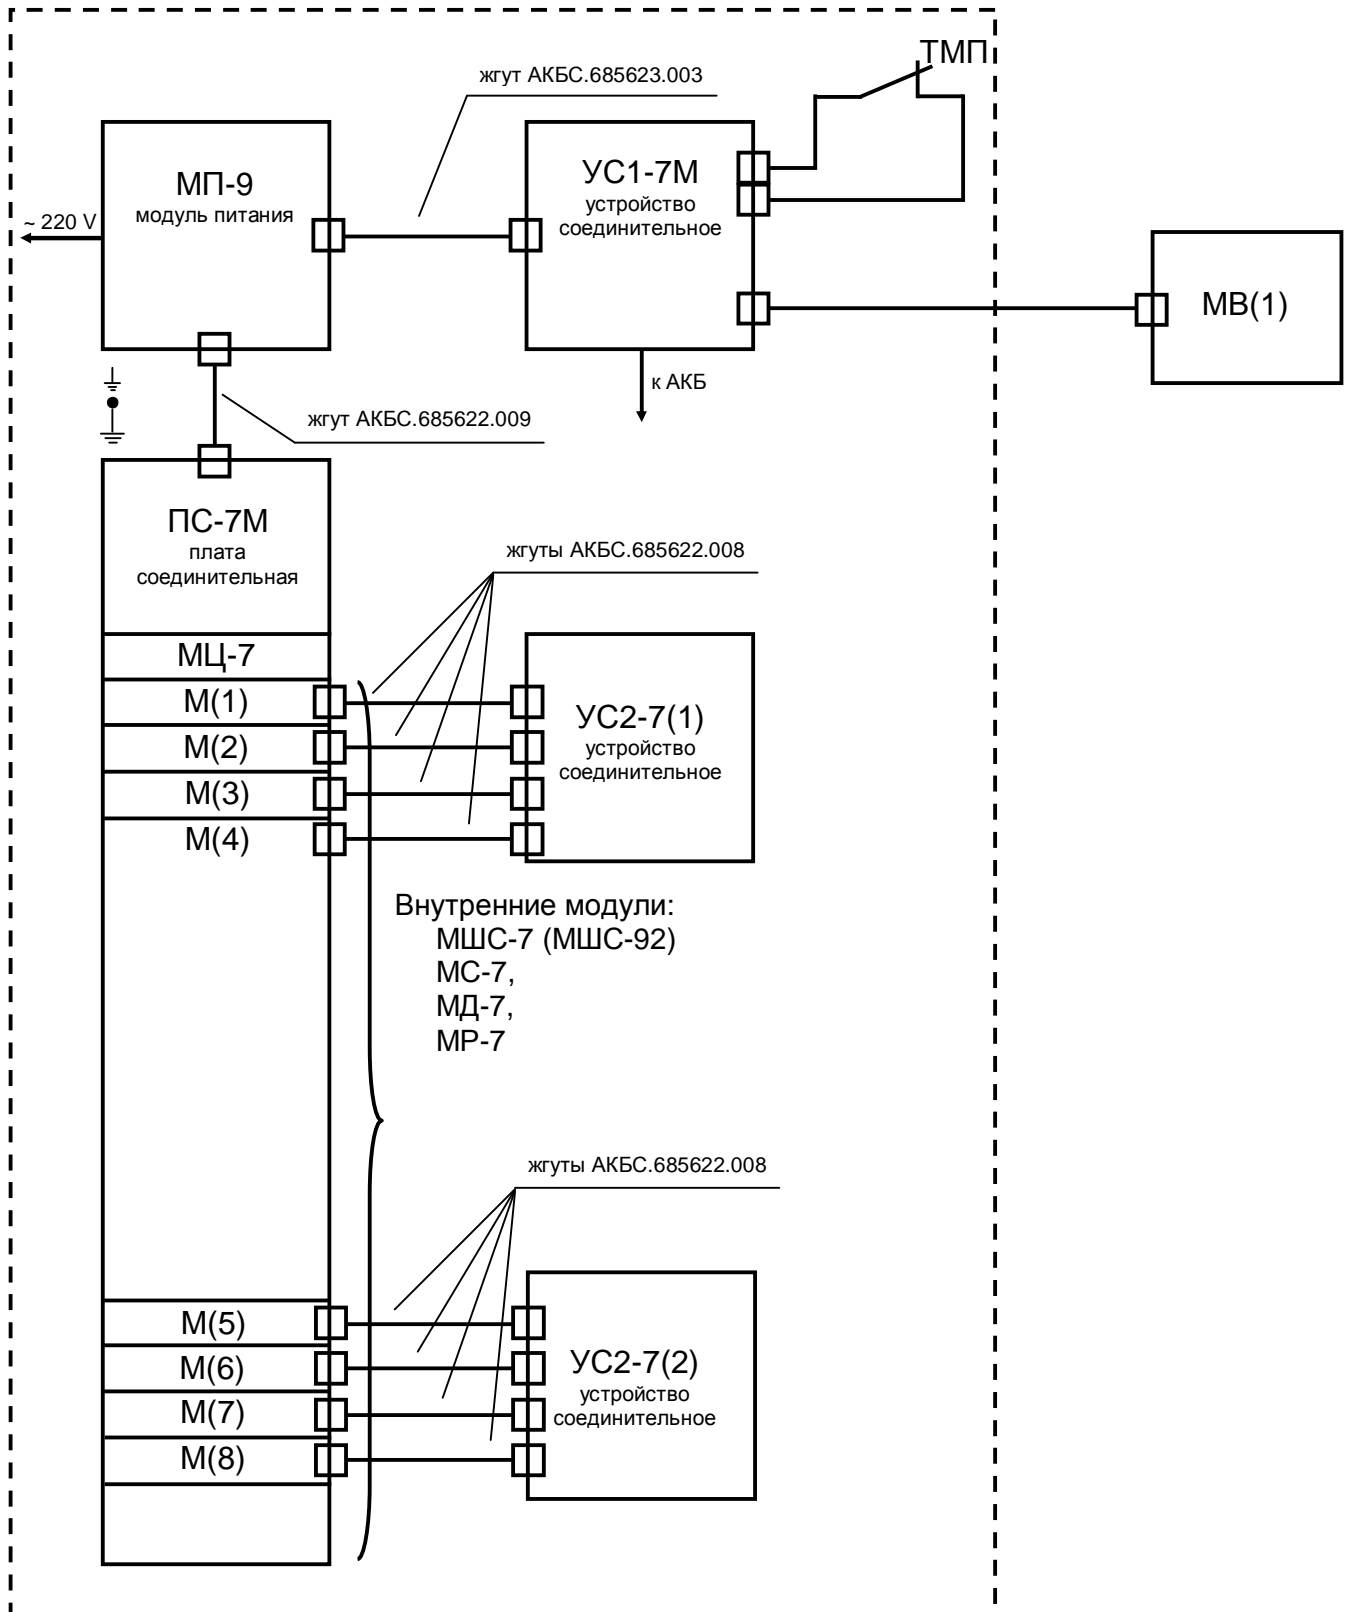 ТМП
жгут АКБС.685623.003
МП-9
модуль питания
~ 220 V
УС1-7М
устройство
соединительное
МВ(1)
к АКБ
жгут АКБС.685622.009
ПС-7М
плата
соединительная
жгуты АКБС.685622.008
МЦ-7
М(1)
М(2)
М(3)
М(4)
УС2-7(1)
устройство
соединительное
Внутренние модули:
МШС-7 (МШС-92)
МС-7,
МД-7,
МР-7
жгуты АКБС.685622.008
М(5)
М(6)
М(7)
М(8)
УС2-7(2)
устройство
соединительное